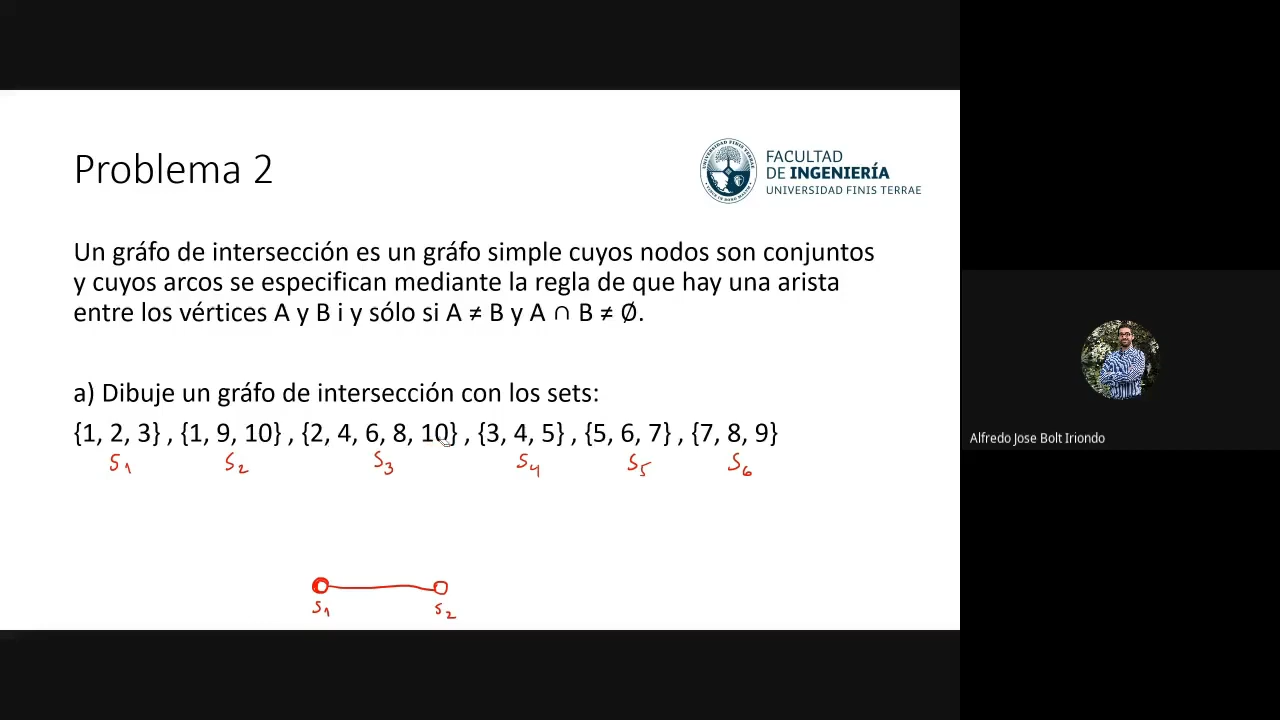 Problema 2
FACULTAD
DE INGENIERÍA
UNIVERSIDAD FINIS TERRAE
Un gráfo de intersección es un gráfo simple cuyos nodos son conjuntos
y cuyos arcos se especifican mediante la regla de que hay una arista
entre los vértices A y B i y sólo si A ≠ B y A ∩ B ≠ Ø.
a) Dibuje un gráfo de intersección con los sets:
{1, 2, 3} , {1, 9, 10} , {2, 4, 6, 8, 10} , {3, 4, 5} , {5, 6, 7} , {7, 8, 9}
S1 S2 S3 S4 S5 S6
S1 S2
Alfredo Jose Bolt Iriondo